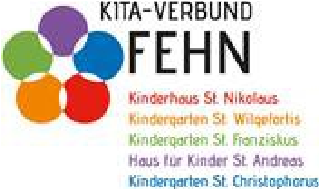 KITA-VERBUND
FEHN
Kinderhaus St. Nikolaus
Kindergarten St. Wilgefortis
Kindergarten St. Franziskus
Haus für Kinder St. Andreas
Kindergarten St. Christophorus